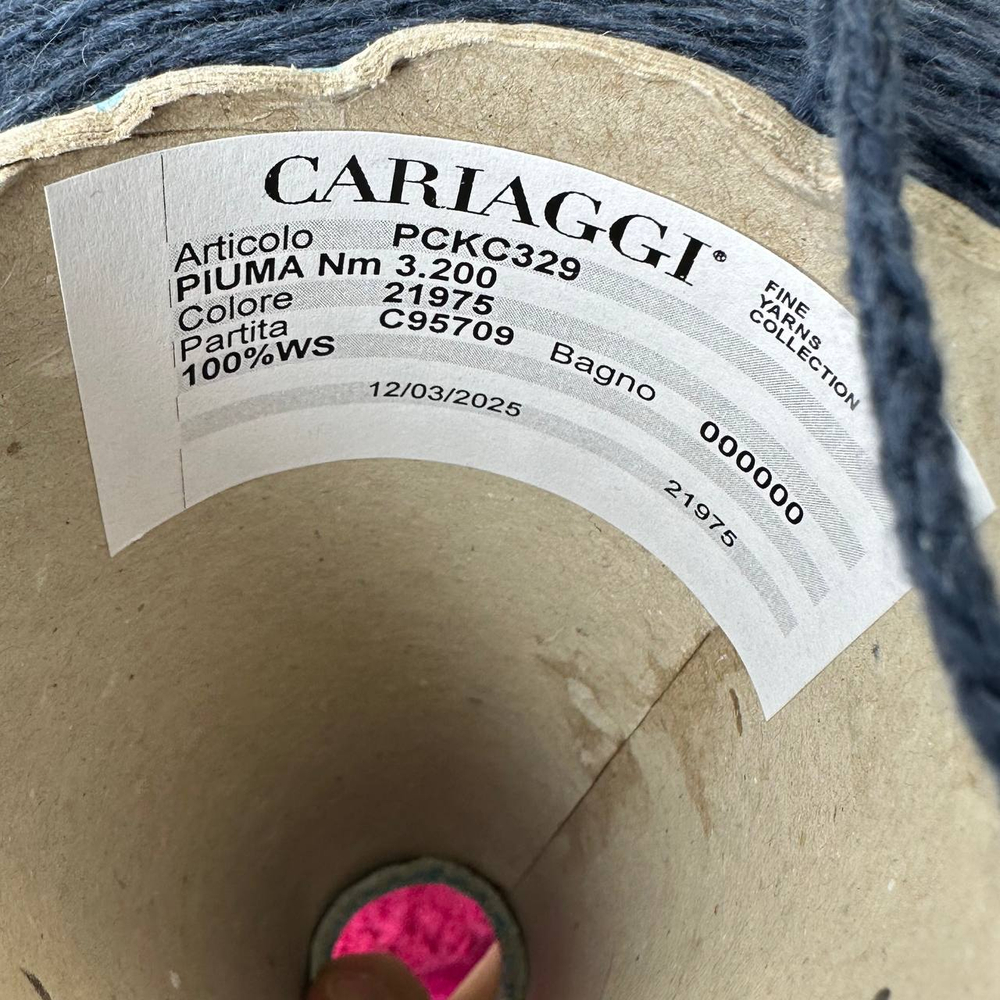 CARIAGGI®
FINE
YARNS
COLLECTION
Articolo PCKC329
PIUMA Nm 3.200
Colore 21975
Partita C95709 Bagno 000000
100%WS
12/03/2025 21975